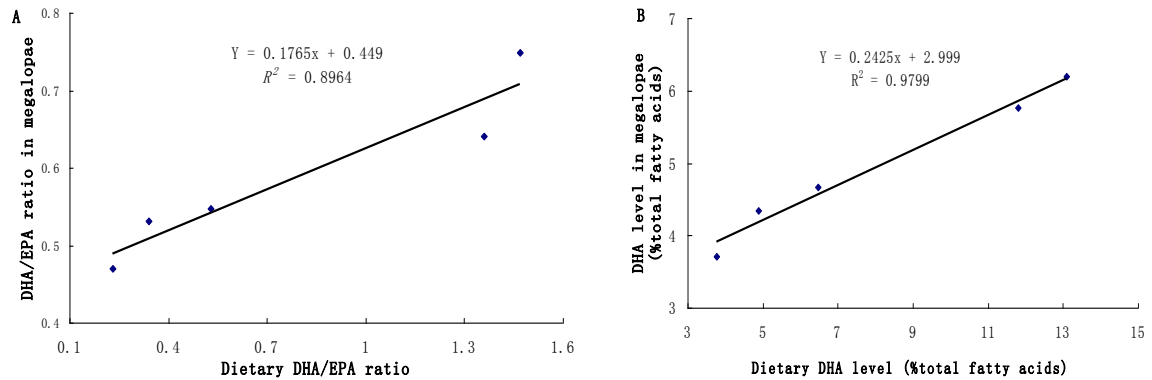 A
DHA/EPA ratio in megalopae
0.8
0.7
0.6
0.5
0.4
Y = 0.1765x + 0.449
R² = 0.8964
0.1 0.4 0.7 1 1.3 1.6
Dietary DHA/EPA ratio
B
DHA level in megalopae
(%total fatty acids)
7
6
5
4
3
Y = 0.2425x + 2.999
R² = 0.9799
3 5 7 9 11 13 15
Dietary DHA level (%total fatty acids)